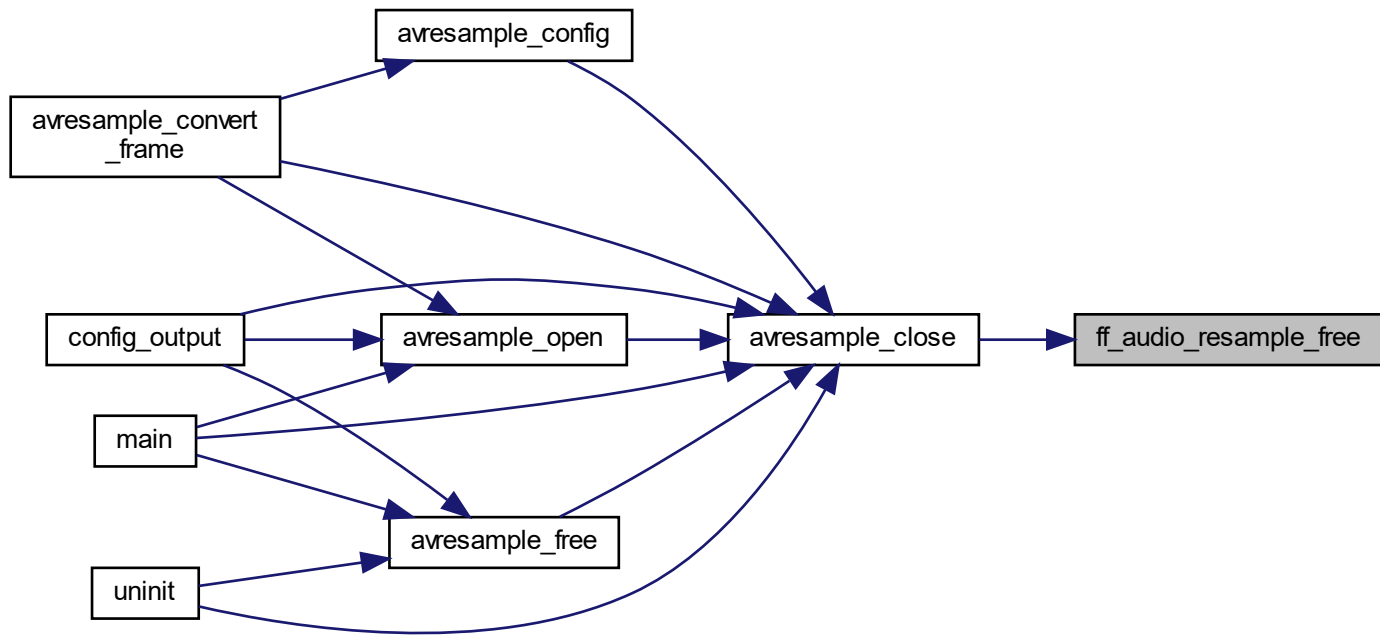 avresample_config
avresample_convert
_frame
config_output
avresample_open
avresample_close
ff_audio_resample_free
main
avresample_free
uninit